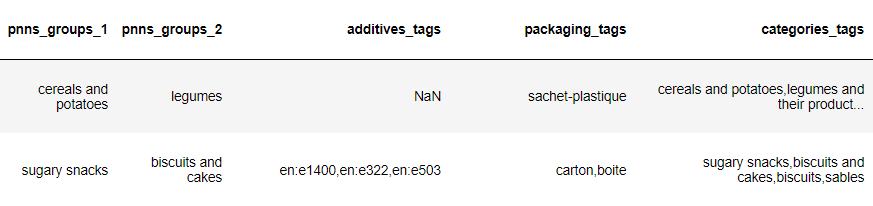 pnns_groups_1 pnns_groups_2 additives_tags packaging_tags categories_tags
cereals and potatoes legumes NaN sachet-plastique cereals and potatoes,legumes and their product...
sugary snacks biscuits and cakes en:e1400,en:e322,en:e503 carton,boite sugary snacks,biscuits and cakes,biscuits,sables